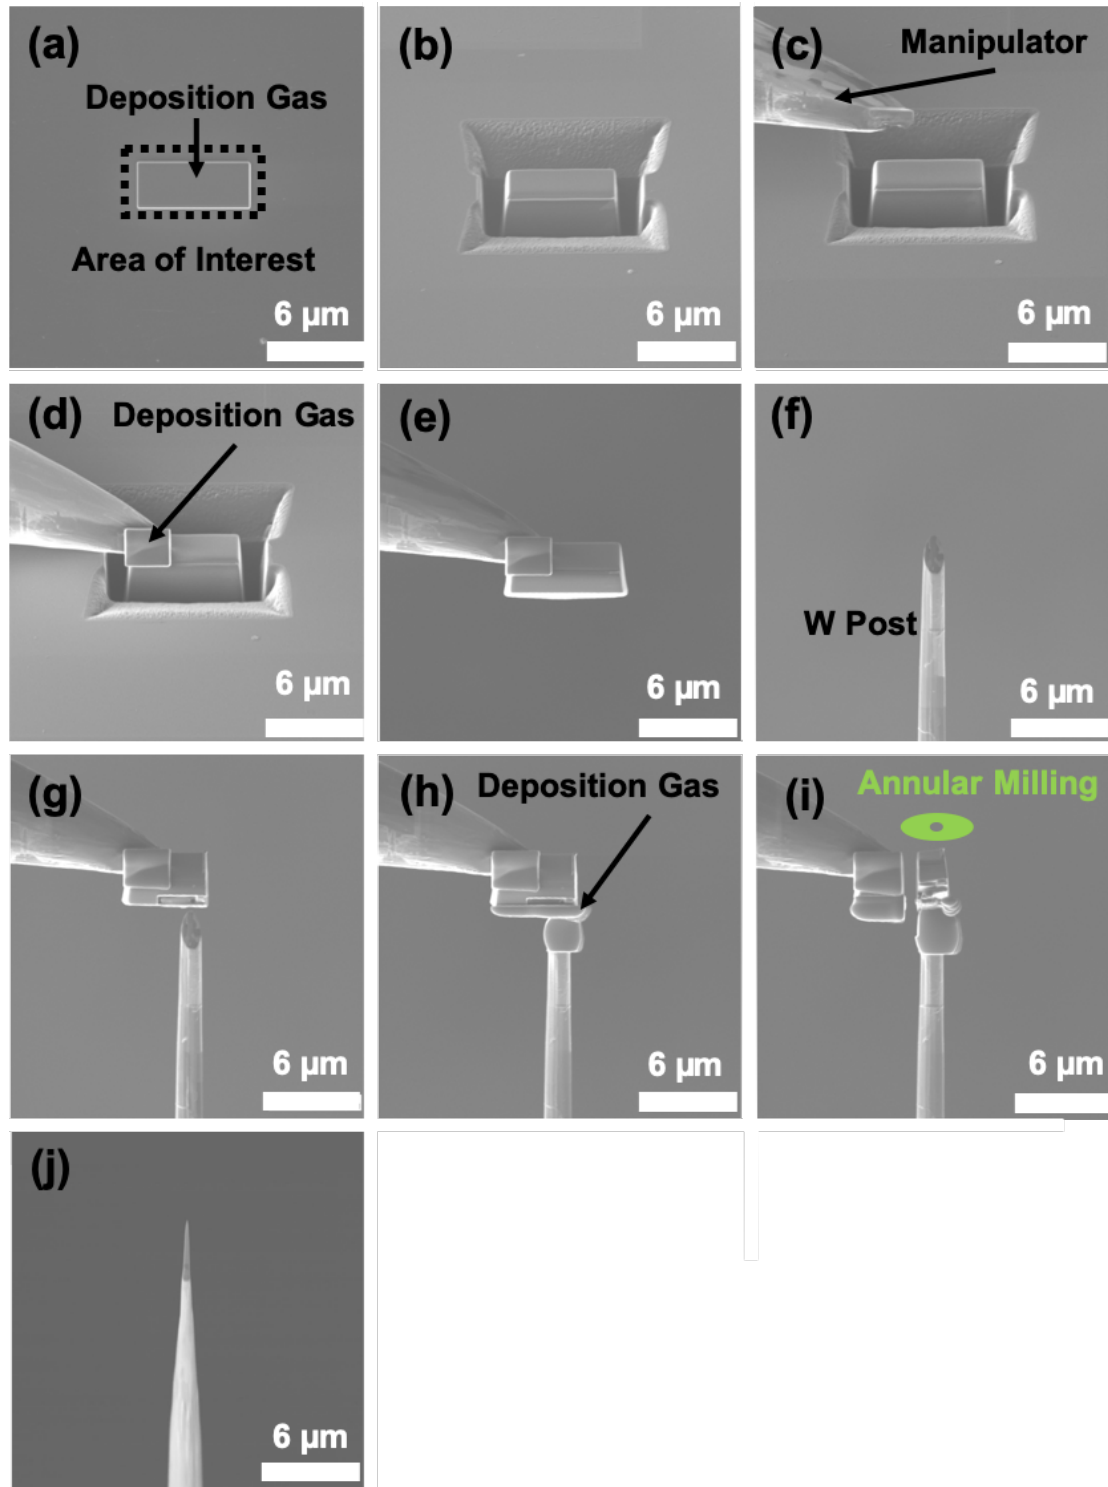 (a)
Deposition Gas
Area of Interest
6 µm
(b)
6 µm
(c)
Manipulator
6 µm
(d)
Deposition Gas
6 µm
(e)
6 µm
(f)
W Post
6 µm
(g)
6 µm
(h)
Deposition Gas
6 µm
(i)
Annular Milling
6 µm
(j)
6 µm